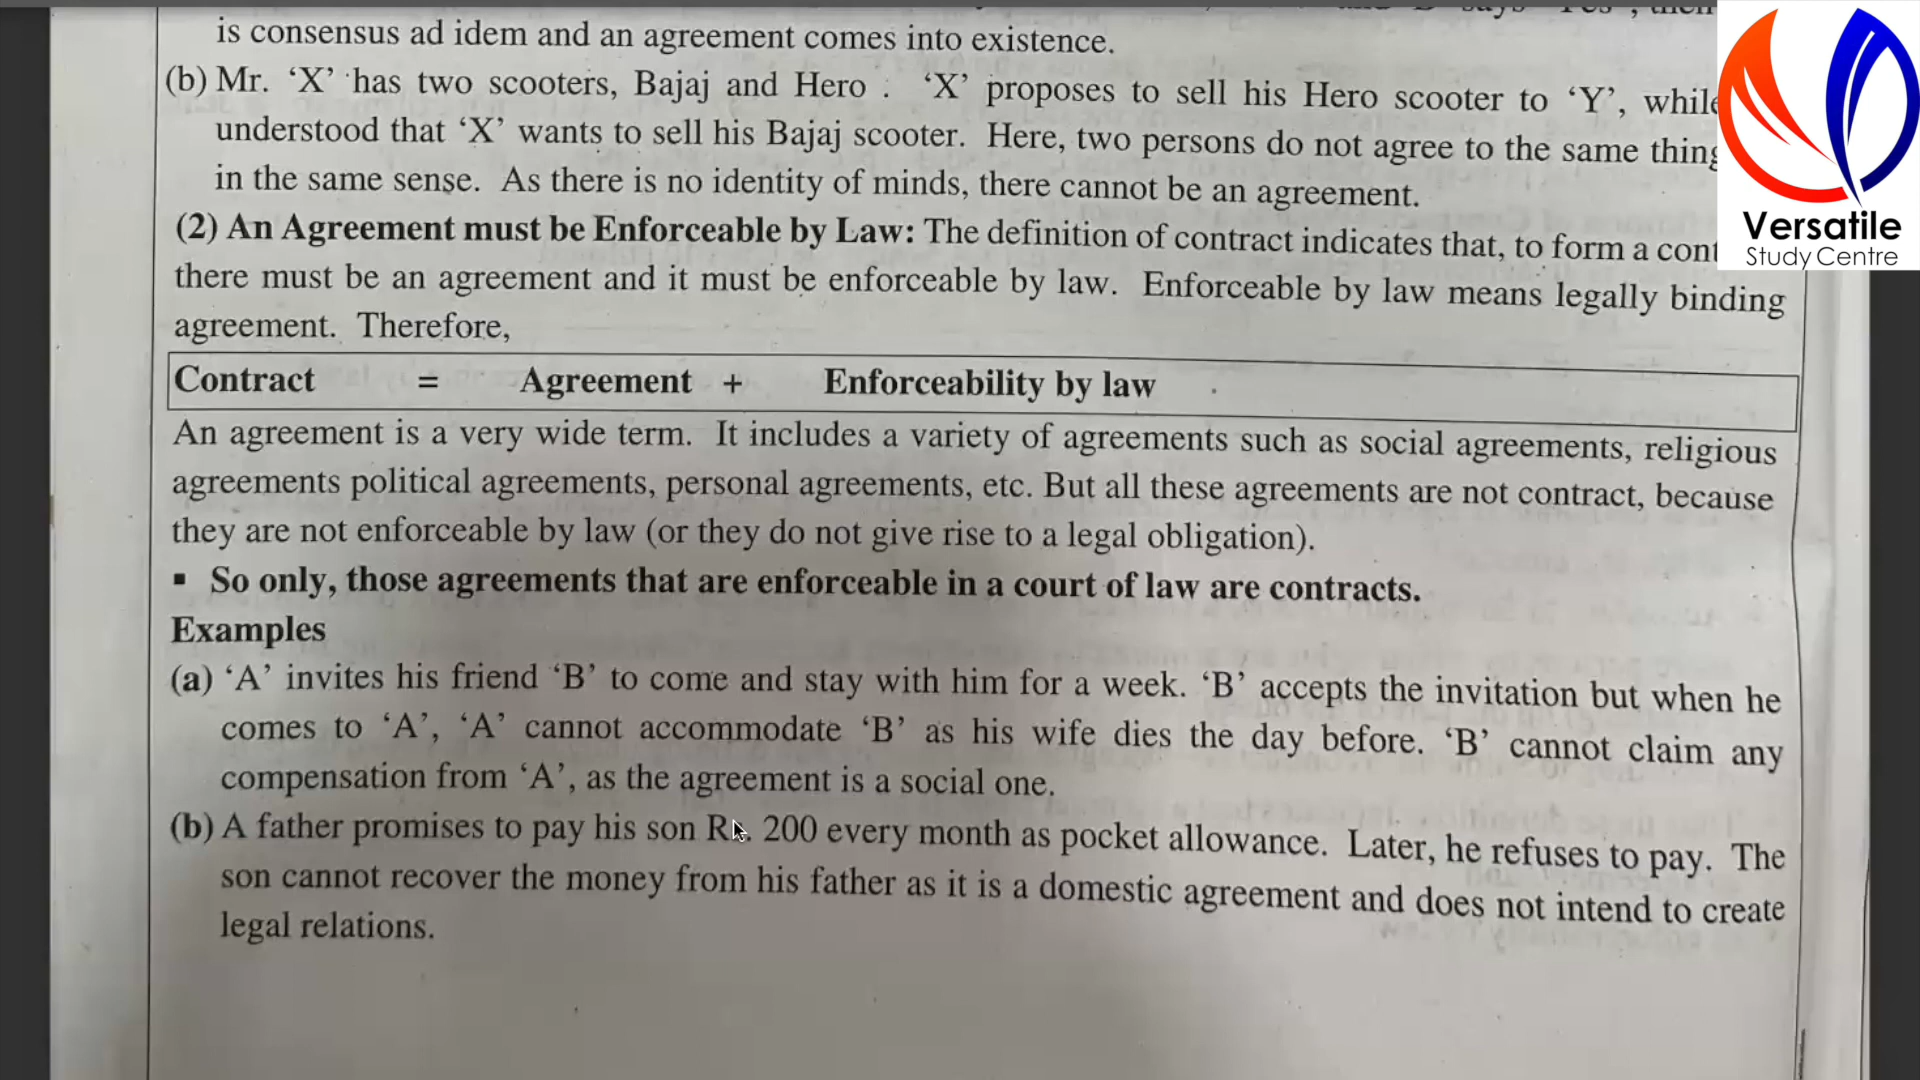 is consensus ad idem and an agreement comes into existence.
(b) Mr. ‘X’ has two scooters, Bajaj and Hero : ‘X’ proposes to sell his Hero scooter to ‘Y’, while
understood that ‘X’ wants to sell his Bajaj scooter. Here, two persons do not agree to the same thing
in the same sense. As there is no identity of minds, there cannot be an agreement.
(2) An Agreement must be Enforceable by Law: The definition of contract indicates that, to form a cont
there must be an agreement and it must be enforceable by law. Enforceable by law means legally binding
agreement. Therefore,
Contract = Agreement + Enforceability by law
An agreement is a very wide term. It includes a variety of agreements such as social agreements, religious
agreements political agreements, personal agreements, etc. But all these agreements are not contract, because
they are not enforceable by law (or they do not give rise to a legal obligation).
▪ So only, those agreements that are enforceable in a court of law are contracts.
Examples
(a) ‘A’ invites his friend ‘B’ to come and stay with him for a week. ‘B’ accepts the invitation but when he
comes to ‘A’, ‘A’ cannot accommodate ‘B’ as his wife dies the day before. ‘B’ cannot claim any
compensation from ‘A’, as the agreement is a social one.
(b) A father promises to pay his son Rs. 200 every month as pocket allowance. Later, he refuses to pay. The
son cannot recover the money from his father as it is a domestic agreement and does not intend to create
legal relations.
Versatile
Study Centre